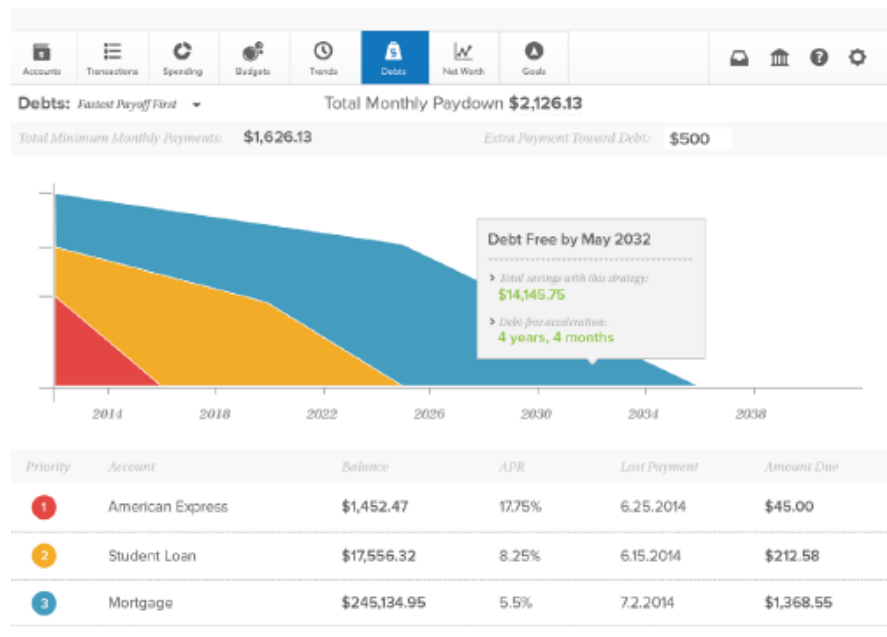 Accounts Transactions Spending Budgets Trends Debts Net Worth Goals
Debts: Fastest Payoff First Total Monthly Paydown $2,126.13
Total Minimum Monthly Payments: $1,626.13 Extra Payment Toward Debt: $500
Debt Free by May 2032
Total savings with this strategy:
$14,145.75
Debt-free acceleration:
4 years, 4 months
2014 2018 2022 2026 2030 2034 2038
Priority Account Balance APR Last Payment Amount Due
1 American Express $1,452.47 17.75% 6.25.2014 $45.00
2 Student Loan $17,556.32 8.25% 6.15.2014 $212.58
3 Mortgage $245,134.95 5.5% 7.2.2014 $1,368.55